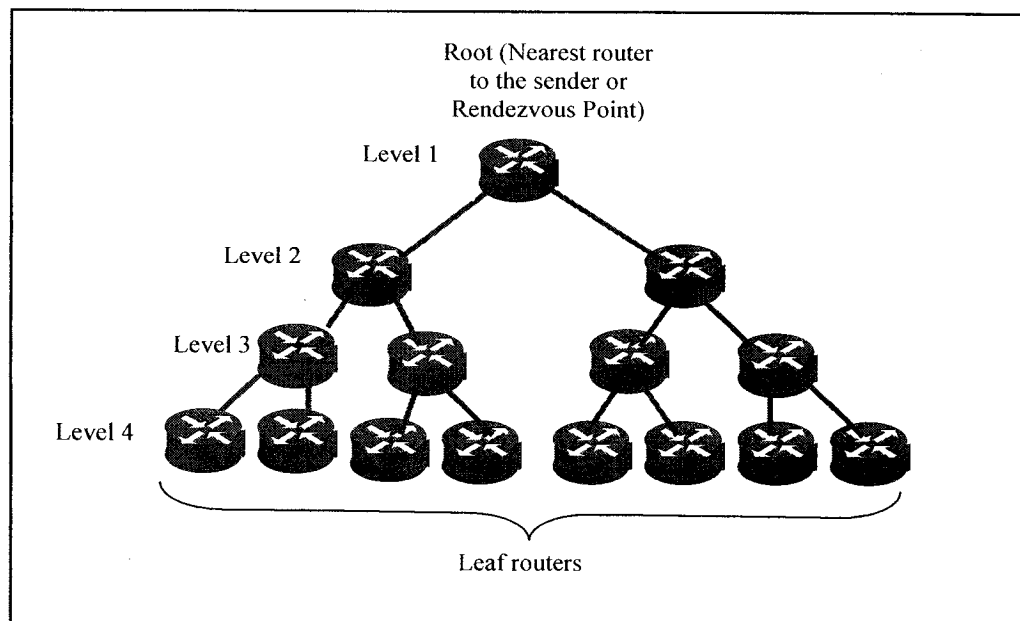 Root (Nearest router
to the sender or
Rendezvous Point)
Level 1
Level 2
Level 3
Level 4
Leaf routers